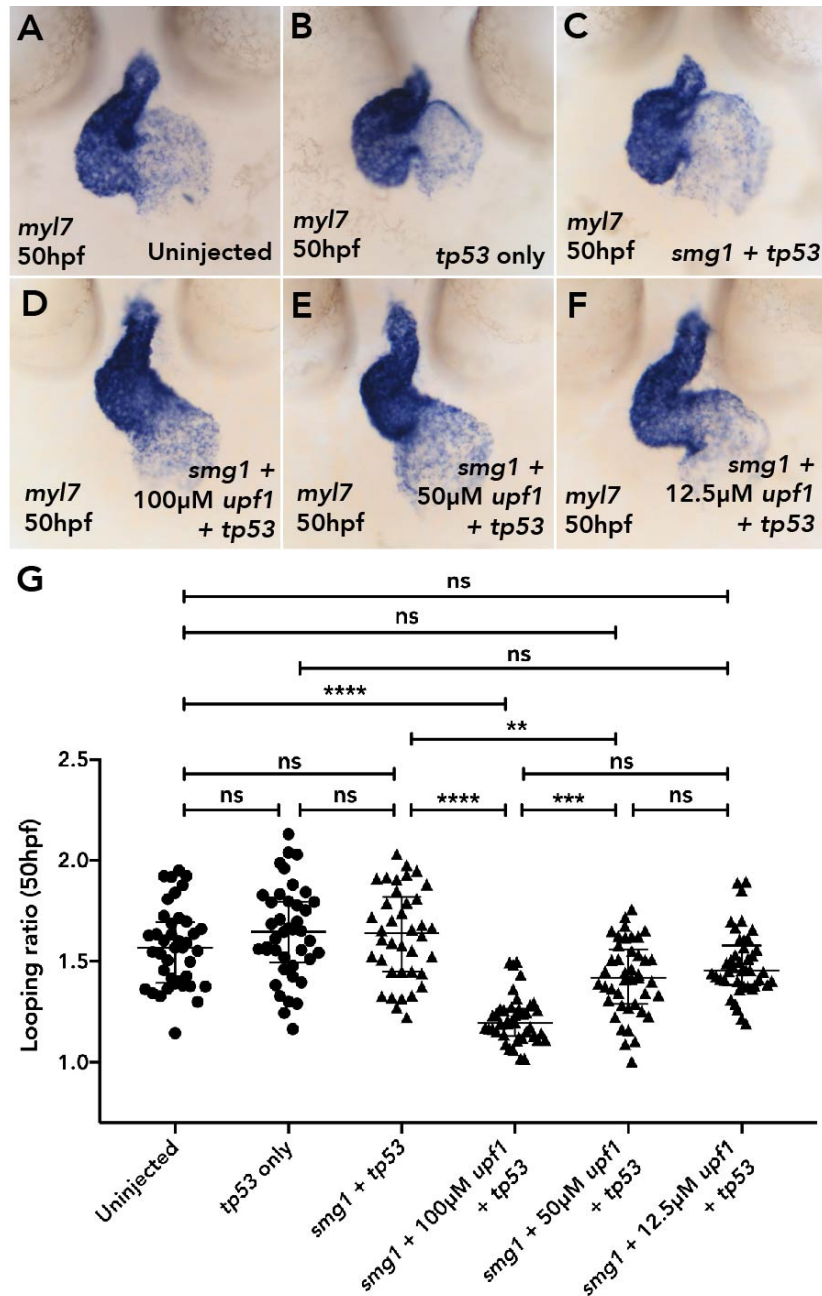 A
myl7
50hpf
Uninjected
B
myl7
50hpf
tp53 only
C
myl7
50hpf
smg1 + tp53
D
myl7
50hpf
smg1 +
100µM upf1
+ tp53
E
myl7
50hpf
smg1 +
50µM upf1
+ tp53
F
myl7
50hpf
smg1 +
12.5µM upf1
+ tp53
G
ns
ns
ns
****
**
ns
ns
ns
ns
****
***
ns
Looping ratio (50hpf)
2.5
2.0
1.5
1.0
Uninjected
tp53 only
smg1 + tp53
smg1 + 100µM upf1
+ tp53
smg1 + 50µM upf1
+ tp53
smg1 + 12.5µM upf1
+ tp53